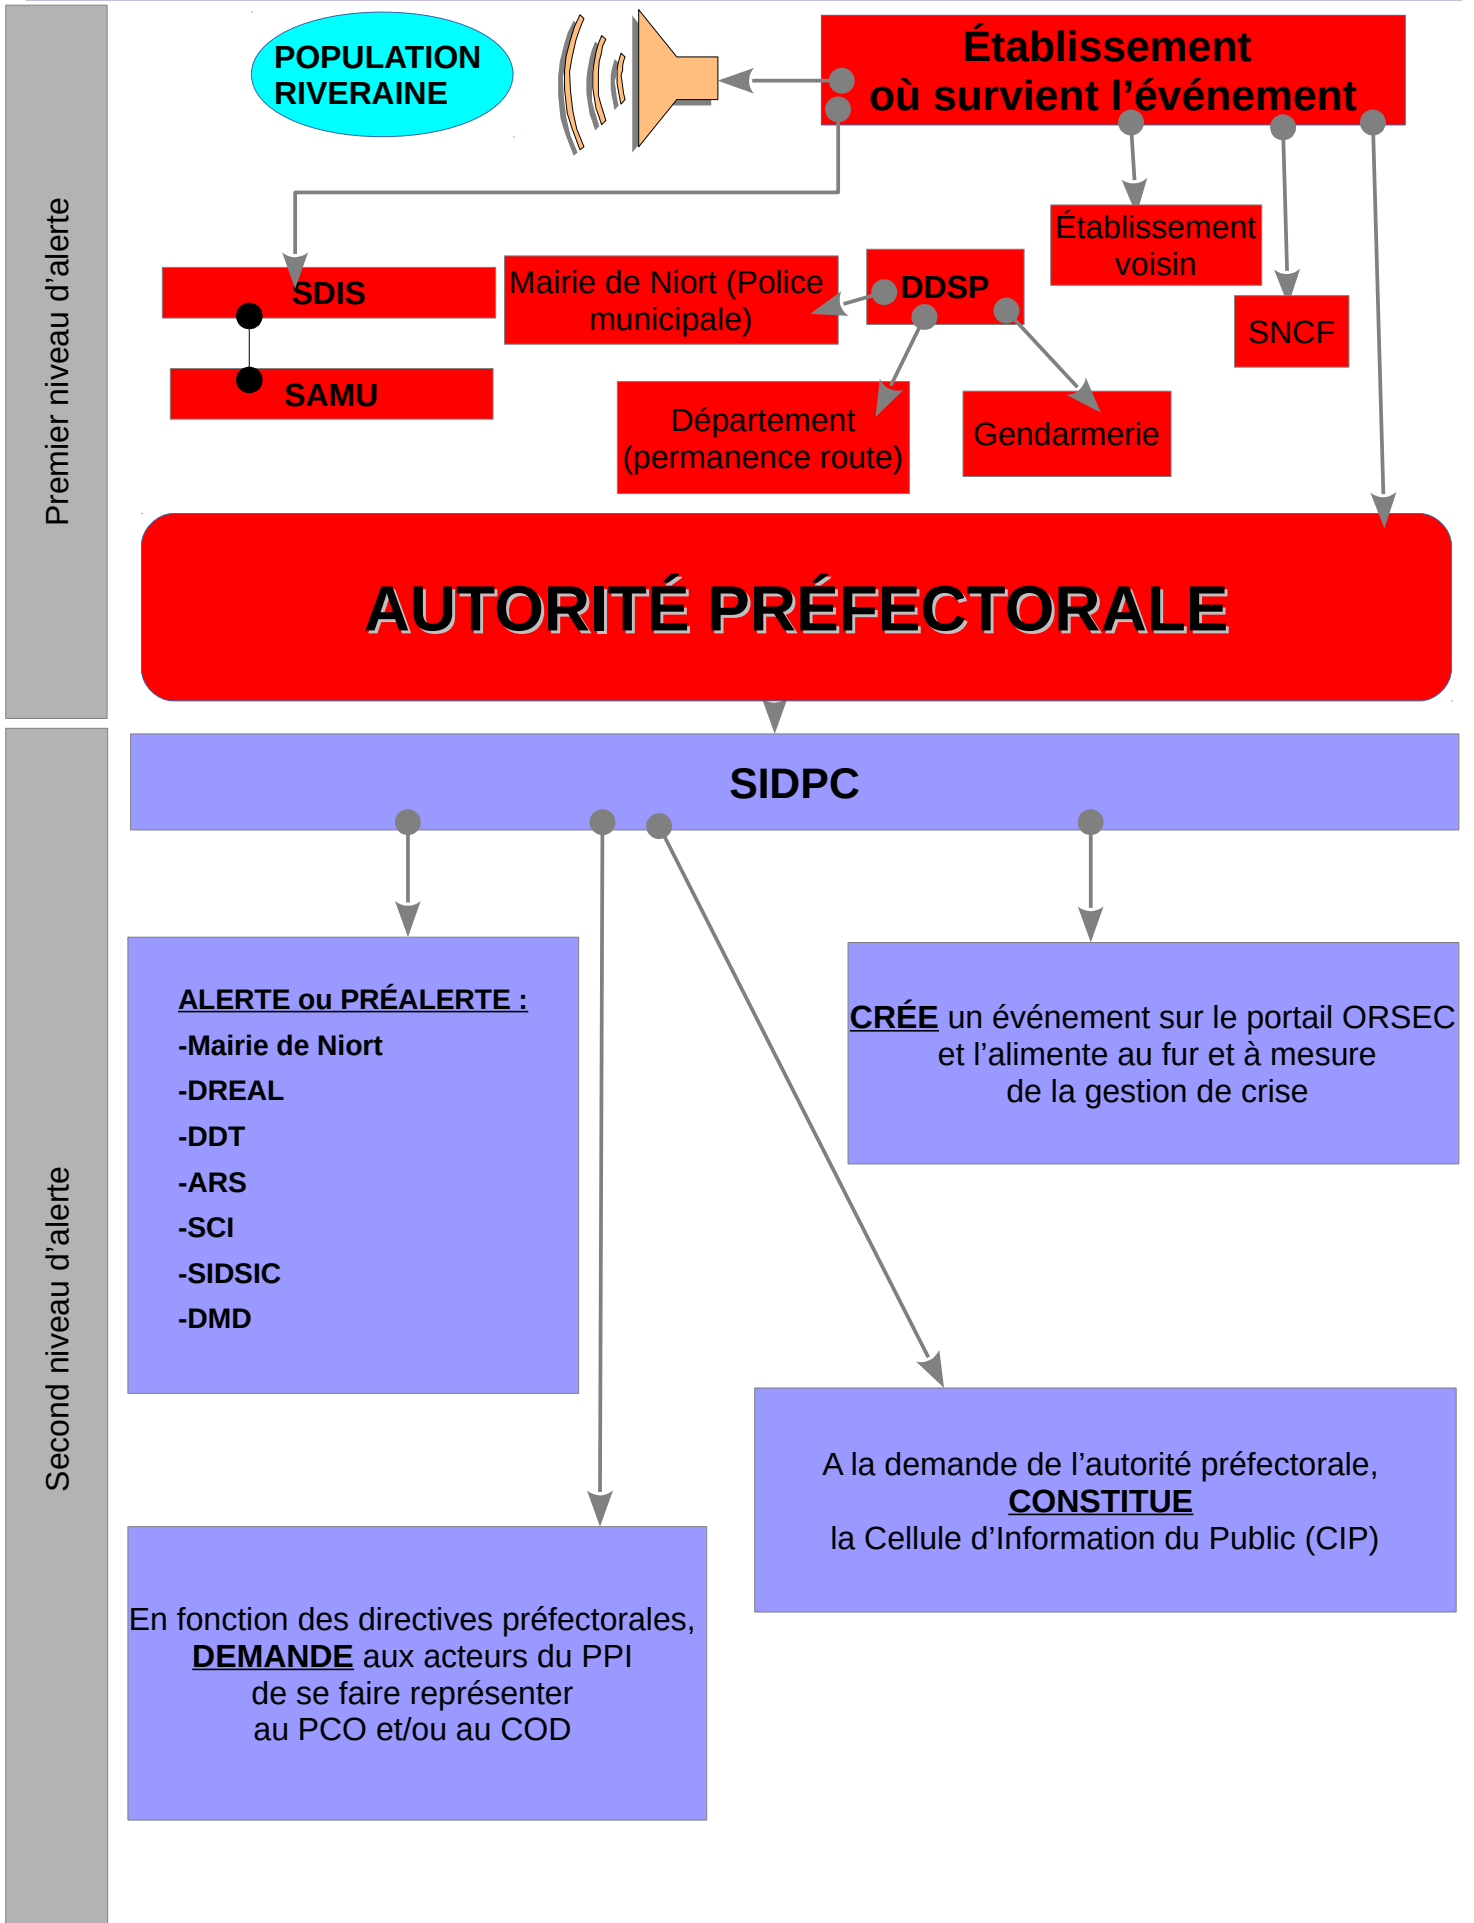 Premier niveau d’alerte
POPULATION
RIVERAINE
Établissement
où survient l’événement
Établissement
voisin
SDIS
Mairie de Niort (Police
municipale)
DDSP
SNCF
SAMU
Département
(permanence route)
Gendarmerie
AUTORITÉ PRÉFECTORALE
Second niveau d’alerte
SIDPC
ALERTE ou PRÉALERTE :
-Mairie de Niort
-DREAL
-DDT
-ARS
-SCI
-SIDSIC
-DMD
CRÉE un événement sur le portail ORSEC
et l’alimente au fur et à mesure
de la gestion de crise
A la demande de l’autorité préfectorale,
CONSTITUE
la Cellule d’Information du Public (CIP)
En fonction des directives préfectorales,
DEMANDE aux acteurs du PPI
de se faire représenter
au PCO et/ou au COD